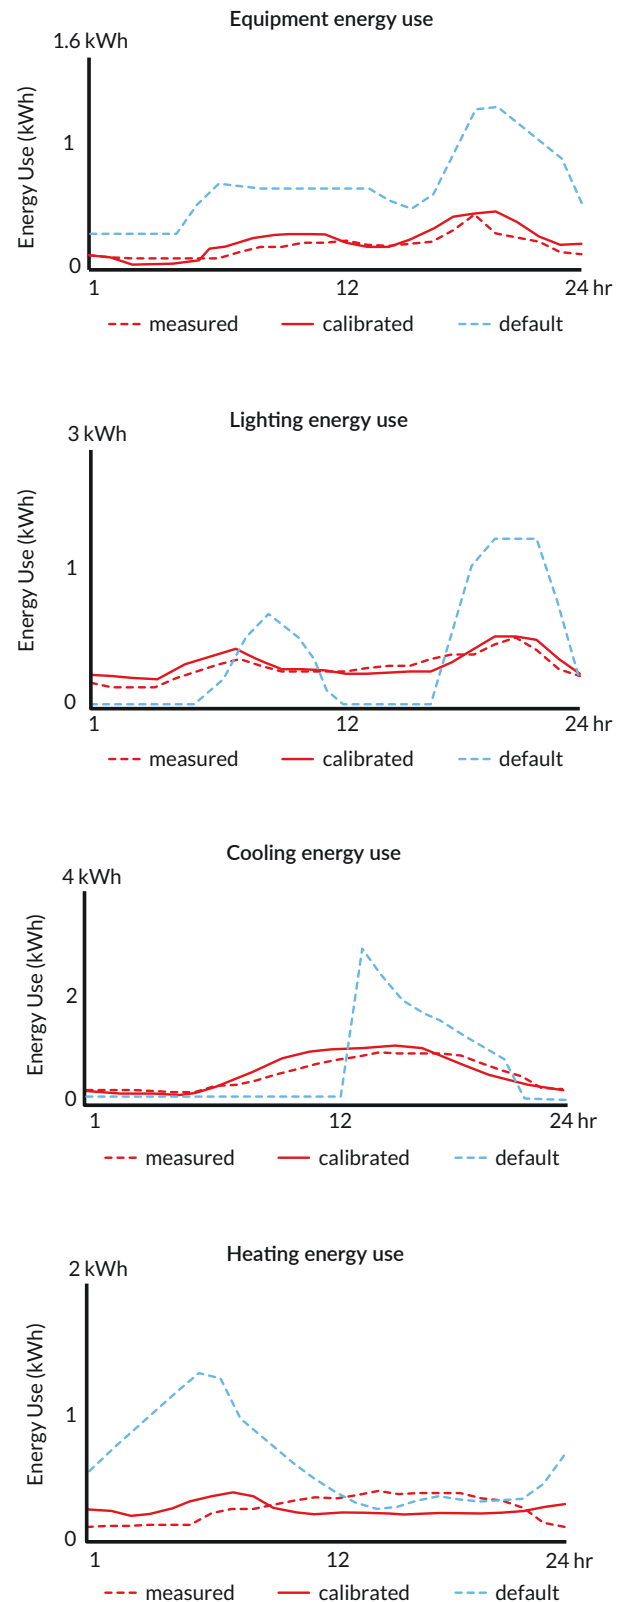 Equipment energy use
1.6 kWh
Energy Use (kWh)
1
0
1 12 24 hr
measured calibrated default
Lighting energy use
3 kWh
Energy Use (kWh)
1
0
1 12 24 hr
measured calibrated default
Cooling energy use
4 kWh
Energy Use (kWh)
2
0
1 12 24 hr
measured calibrated default
Heating energy use
2 kWh
Energy Use (kWh)
1
0
1 12 24 hr
measured calibrated default